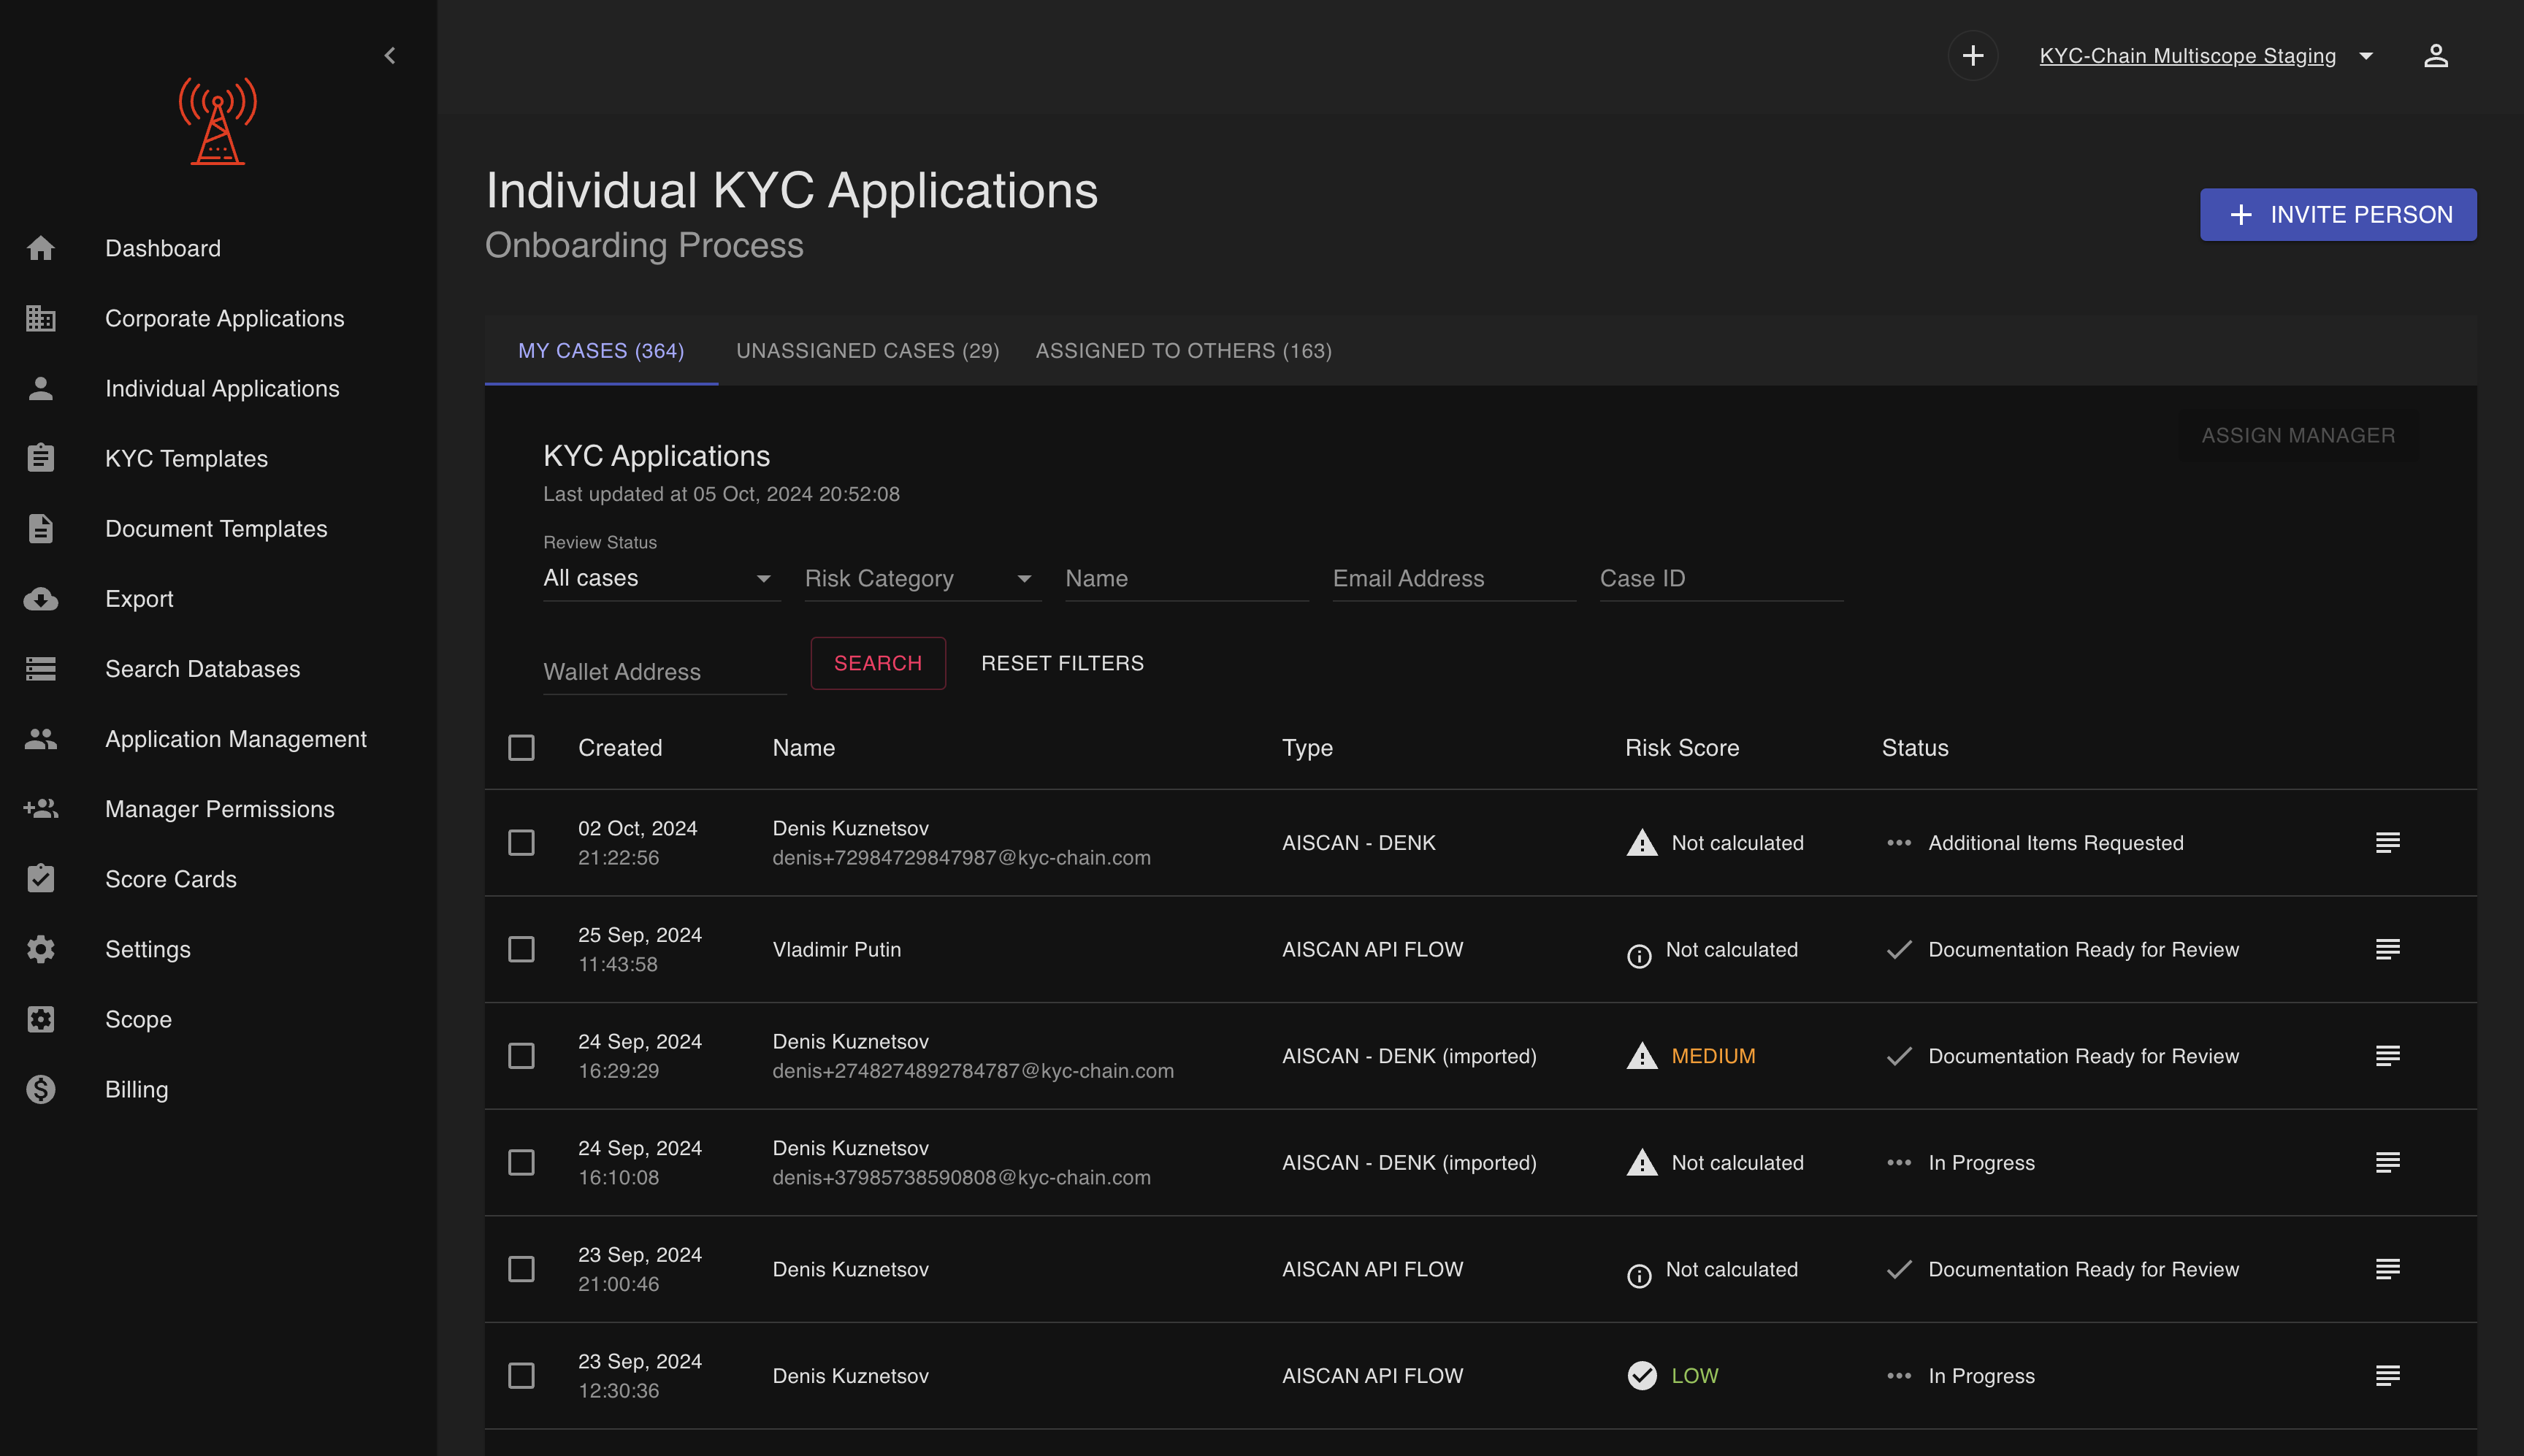 KYC-Chain Multiscope Staging
Dashboard
Corporate Applications
Individual Applications
KYC Templates
Document Templates
Export
Search Databases
Application Management
Manager Permissions
Score Cards
Settings
Scope
Billing
Individual KYC Applications
Onboarding Process
INVITE PERSON
MY CASES (364) UNASSIGNED CASES (29) ASSIGNED TO OTHERS (163)
ASSIGN MANAGER
KYC Applications
Last updated at 05 Oct, 2024 20:52:08
Review Status
All cases Risk Category Name Email Address Case ID
Wallet Address SEARCH RESET FILTERS
Created Name Type Risk Score Status
02 Oct, 2024 Denis Kuznetsov
21:22:56 denis+72984729847987@kyc-chain.com
AISCAN - DENK Not calculated Additional Items Requested
25 Sep, 2024
11:43:58
Vladimir Putin AISCAN API FLOW Not calculated Documentation Ready for Review
24 Sep, 2024 Denis Kuznetsov
16:29:29 denis+2748274892784787@kyc-chain.com
AISCAN - DENK (imported) MEDIUM Documentation Ready for Review
24 Sep, 2024 Denis Kuznetsov
16:10:08 denis+37985738590808@kyc-chain.com
AISCAN - DENK (imported) Not calculated In Progress
23 Sep, 2024
21:00:46
Denis Kuznetsov AISCAN API FLOW Not calculated Documentation Ready for Review
23 Sep, 2024
12:30:36
Denis Kuznetsov AISCAN API FLOW LOW In Progress